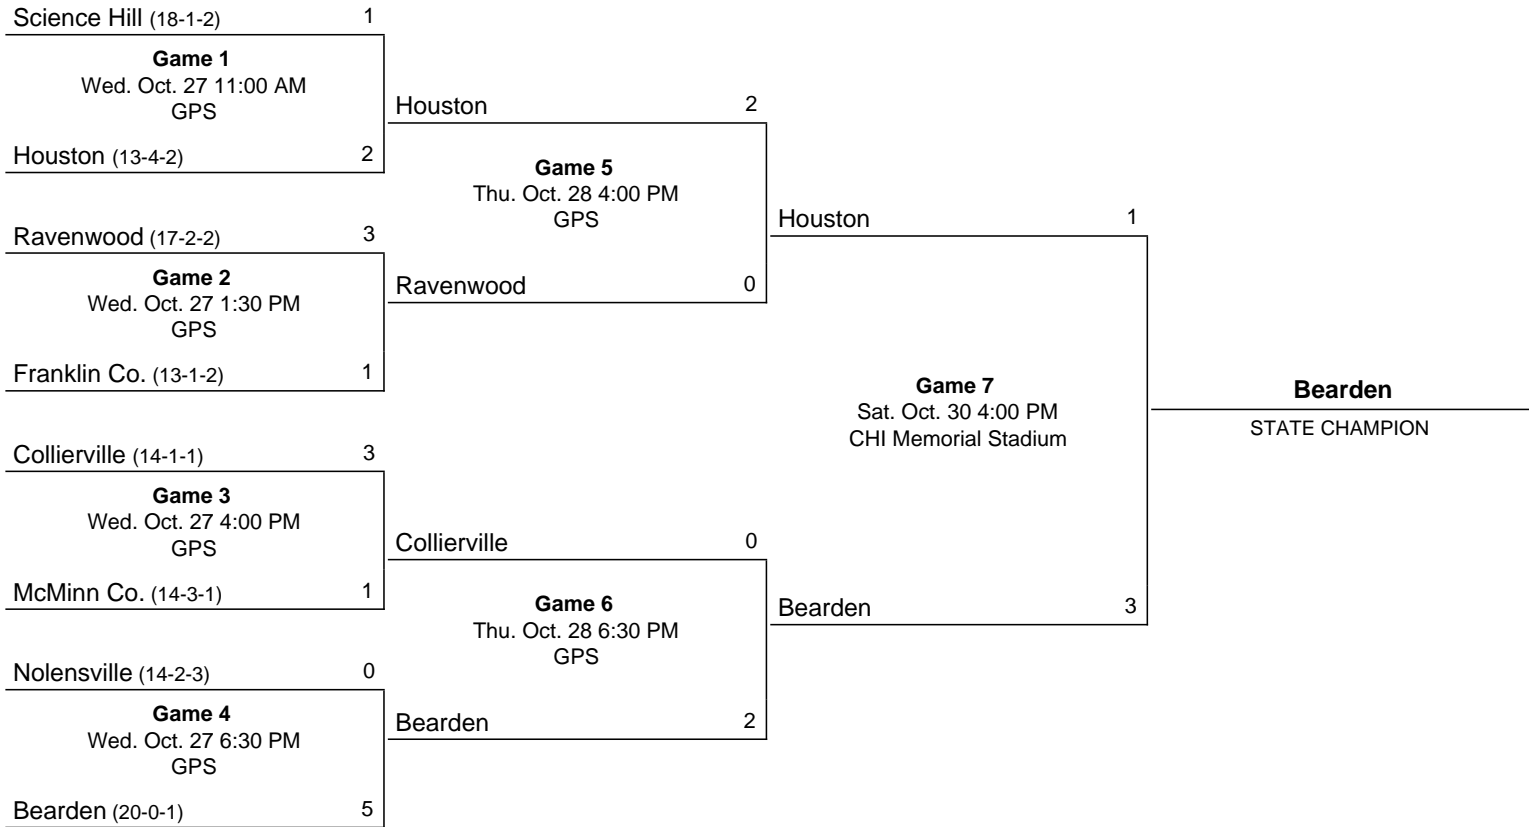 Science Hill (18-1-2) 1
Game 1
Wed. Oct. 27 11:00 AM
GPS
Houston (13-4-2) 2
Ravenwood (17-2-2) 3
Game 2
Wed. Oct. 27 1:30 PM
GPS
Franklin Co. (13-1-2) 1
Collierville (14-1-1) 3
Game 3
Wed. Oct. 27 4:00 PM
GPS
McMinn Co. (14-3-1) 1
Nolensville (14-2-3) 0
Game 4
Wed. Oct. 27 6:30 PM
GPS
Bearden (20-0-1) 5
Houston 2
Game 5
Thu. Oct. 28 4:00 PM
GPS
Ravenwood 0
Collierville 0
Game 6
Thu. Oct. 28 6:30 PM
GPS
Bearden 2
Houston 1
Game 7
Sat. Oct. 30 4:00 PM
CHI Memorial Stadium
Bearden 3
Bearden
STATE CHAMPION